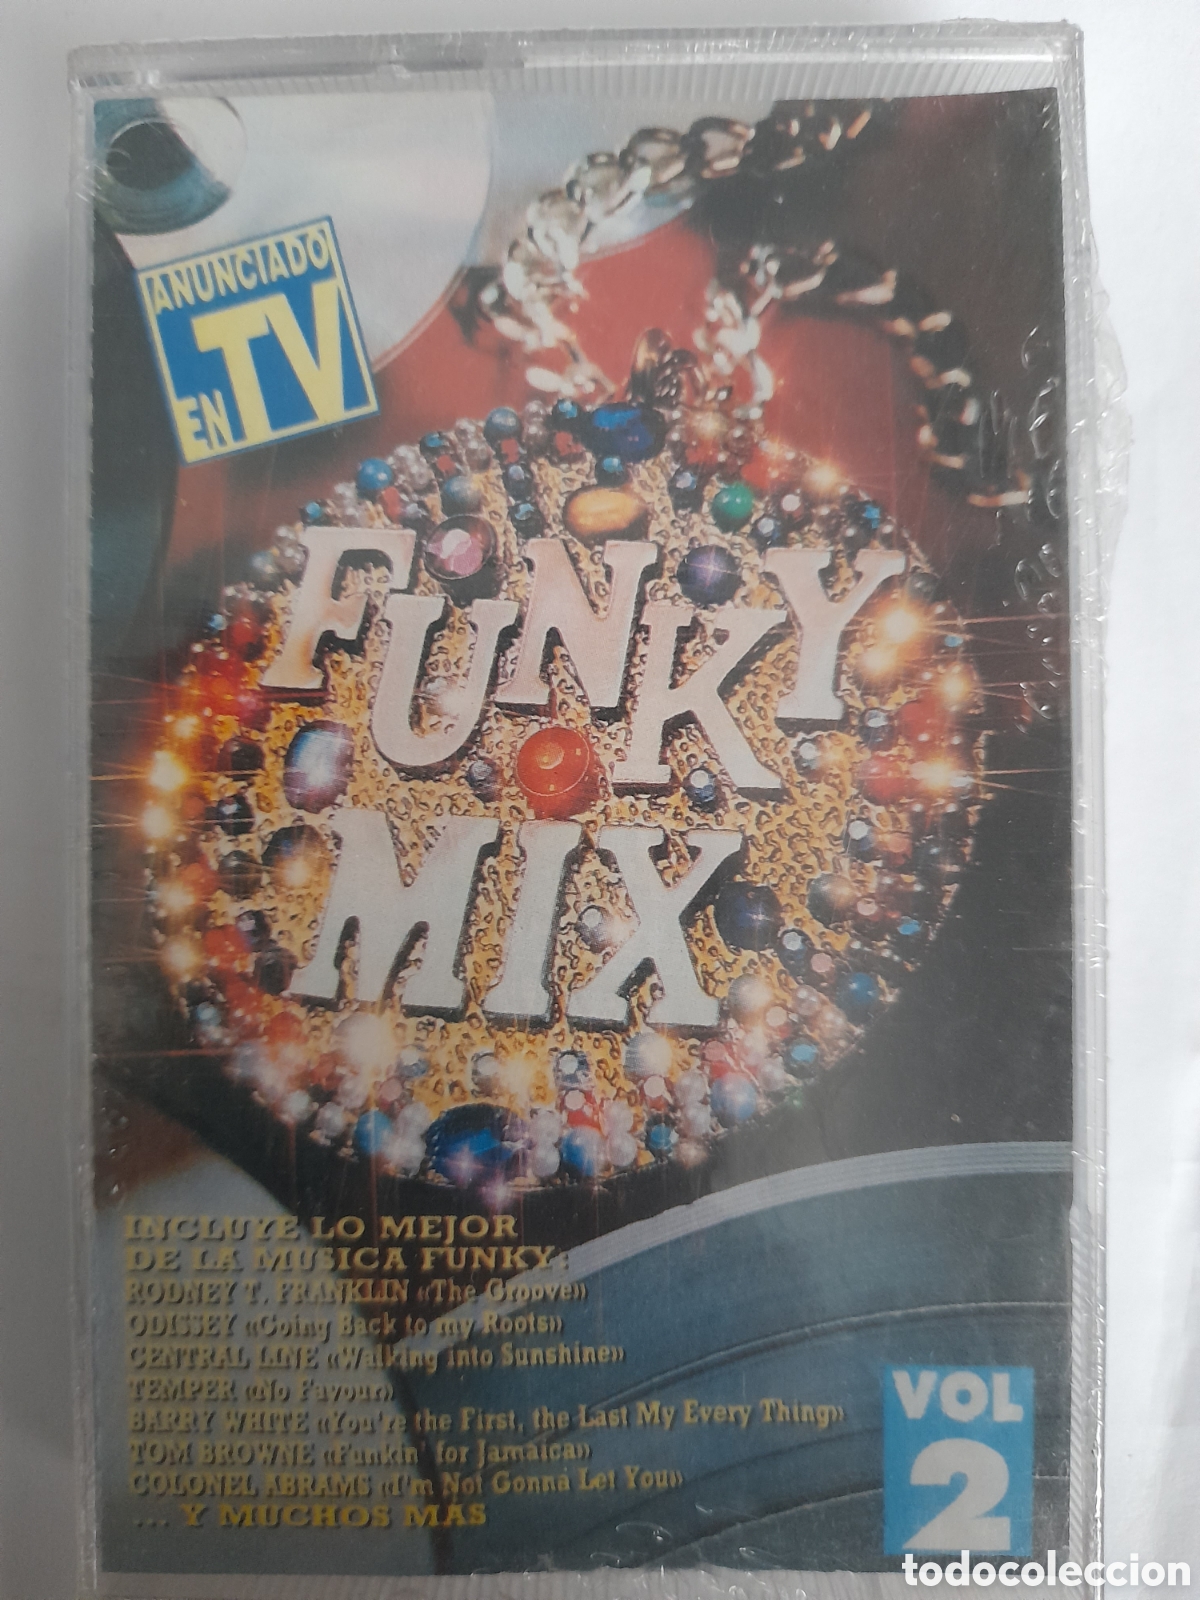 ANUNCIADO
EN TV
FUNKY
MIX
INCLUYE LO MEJOR
DE LA MUSICA FUNKY:
RODNEY T. FRANKLIN «The Groove»
ODISSEY «Going Back to my Roots»
CENTRAL LINE «Walking into Sunshine»
TEMPER «No Favour»
BARRY WHITE «You're the First, the Last My Every Thing»
TOM BROWNE «Funkin' for Jamaica»
COLONEL ABRAMS «I'm Not Gonna Let You»
... Y MUCHOS MAS
VOL
2
todocoleccion